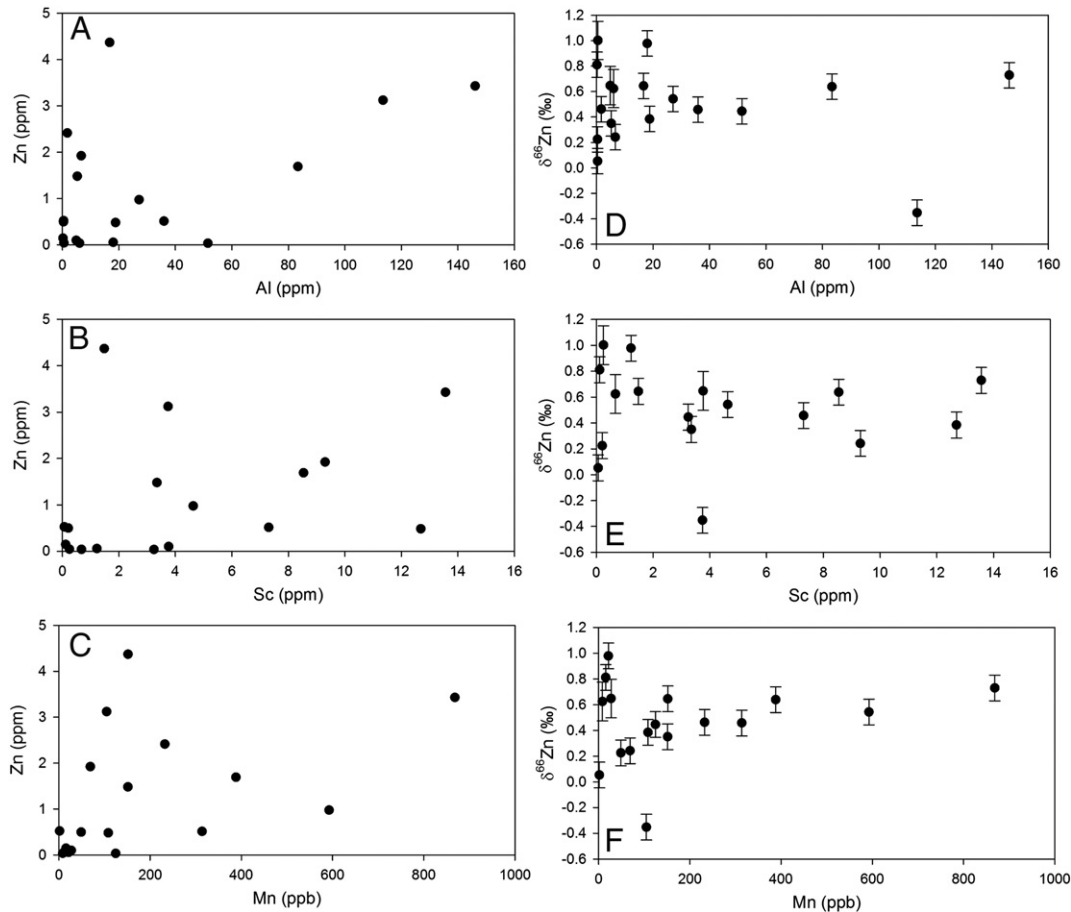 A
5
4
3
2
1
0
Zn (ppm)
0 20 40 60 80 100 120 140 160
Al (ppm)
D
1.2
1.0
0.8
0.6
0.4
0.2
0.0
-0.2
-0.4
-0.6
δ66Zn (‰)
0 20 40 60 80 100 120 140 160
Al (ppm)
B
5
4
3
2
1
0
Zn (ppm)
0 2 4 6 8 10 12 14 16
Sc (ppm)
E
1.2
1.0
0.8
0.6
0.4
0.2
0.0
-0.2
-0.4
-0.6
δ66Zn (‰)
0 2 4 6 8 10 12 14 16
Sc (ppm)
C
5
4
3
2
1
0
Zn (ppm)
0 200 400 600 800 1000
Mn (ppb)
F
1.2
1.0
0.8
0.6
0.4
0.2
0.0
-0.2
-0.4
-0.6
δ66Zn (‰)
0 200 400 600 800 1000
Mn (ppb)